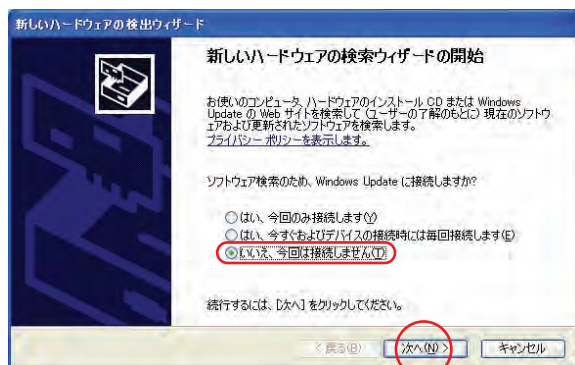 新しいハードウェアの検出ウィザード
新しいハードウェアの検索ウィザードの開始
お使いのコンピュータ、ハードウェアのインストール CD または Windows
Update の Web サイトを検索して (ユーザーの了解のもとに) 現在のソフトウ
ェアおよび更新されたソフトウェアを検索します。
プライバシー ポリシーを表示します。
ソフトウェア検索のため、Windows Update に接続しますか?
はい、今回のみ接続します(Y)
はい、今すぐおよびデバイスの接続時には毎回接続します(E)
いいえ、今回は接続しません(T)
続行するには、[次へ] をクリックしてください。
< 戻る(B) 次へ(N) > キャンセル